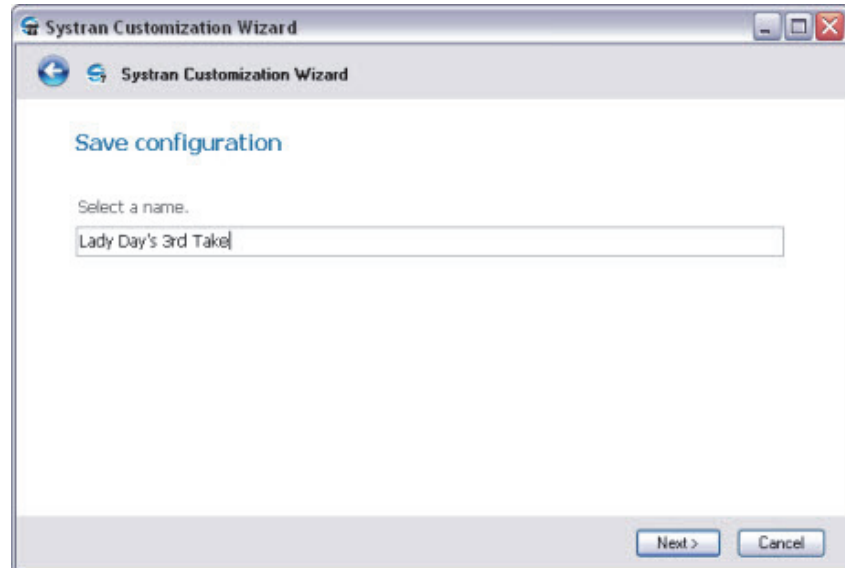 Systran Customization Wizard
Systran Customization Wizard
Save configuration
Select a name.
Lady Day's 3rd Take
Next > Cancel